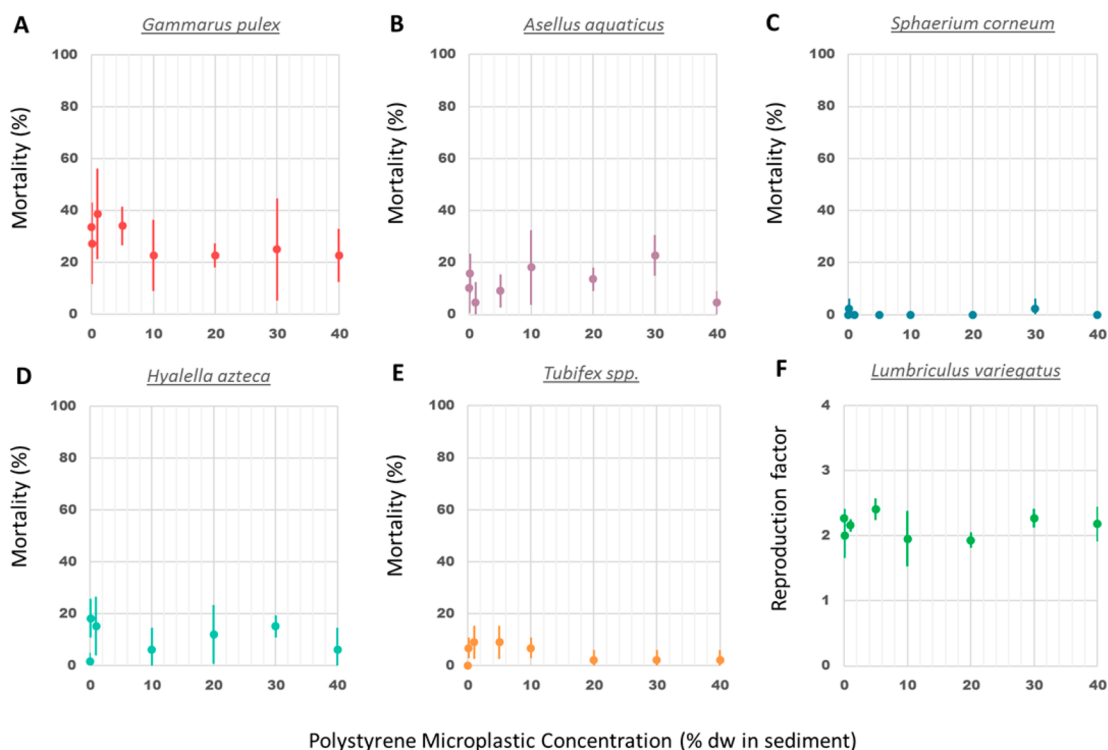 A Gammarus pulex
B Asellus aquaticus
C Sphaerium corneum
Mortality (%)
100
80
60
40
20
0
0 10 20 30 40
Mortality (%)
100
80
60
40
20
0
0 10 20 30 40
Mortality (%)
100
80
60
40
20
0
0 10 20 30 40
D Hyalella azteca
E Tubifex spp.
F Lumbriculus variegatus
Mortality (%)
100
80
60
40
20
0
0 10 20 30 40
Mortality (%)
100
80
60
40
20
0
0 10 20 30 40
Reproduction factor
4
3
2
1
0
0 10 20 30 40
Polystyrene Microplastic Concentration (% dw in sediment)